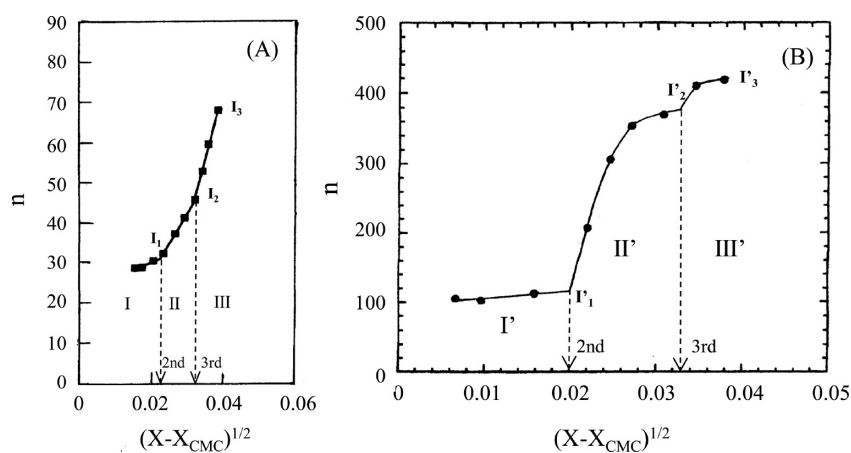 (A)
n
90
80
70
60
50
40
30
20
10
0
I₃
I₂
I₁
I
II
III
2nd
3rd
0
0.02
0.04
0.06
(X-X_CMC)^1/2
(B)
n
500
400
300
200
100
0
I'₃
I'₂
I'₁
I'
II'
III'
2nd
3rd
0
0.01
0.02
0.03
0.04
0.05
(X-X_CMC)^1/2